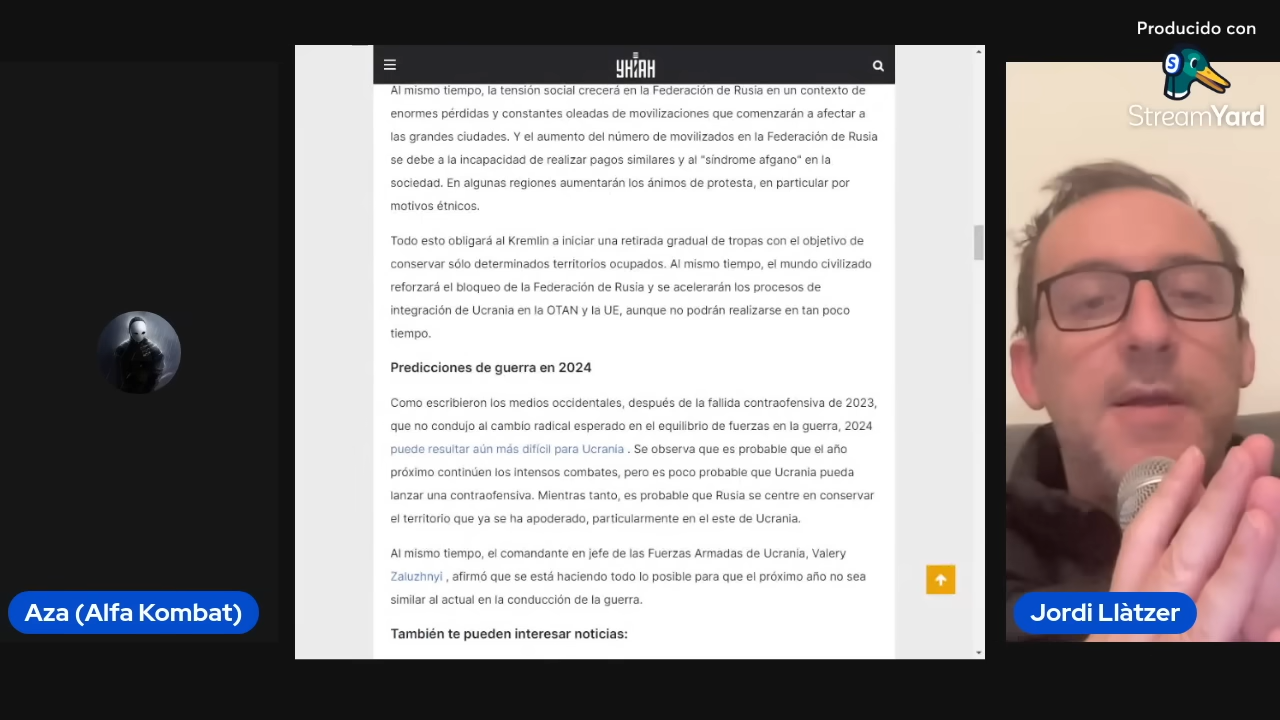 Producido con
StreamYard
УНІАН
Al mismo tiempo, la tensión social crecerá en la Federación de Rusia en un contexto de
enormes pérdidas y constantes oleadas de movilizaciones que comenzarán a afectar a
las grandes ciudades. Y el aumento del número de movilizados en la Federación de Rusia
se debe a la incapacidad de realizar pagos similares y al "síndrome afgano" en la
sociedad. En algunas regiones aumentarán los ánimos de protesta, en particular por
motivos étnicos.
Todo esto obligará al Kremlin a iniciar una retirada gradual de tropas con el objetivo de
conservar sólo determinados territorios ocupados. Al mismo tiempo, el mundo civilizado
reforzará el bloqueo de la Federación de Rusia y se acelerarán los procesos de
integración de Ucrania en la OTAN y la UE, aunque no podrán realizarse en tan poco
tiempo.
Predicciones de guerra en 2024
Como escribieron los medios occidentales, después de la fallida contraofensiva de 2023,
que no condujo al cambio radical esperado en el equilibrio de fuerzas en la guerra, 2024
puede resultar aún más difícil para Ucrania . Se observa que es probable que el año
próximo continúen los intensos combates, pero es poco probable que Ucrania pueda
lanzar una contraofensiva. Mientras tanto, es probable que Rusia se centre en conservar
el territorio que ya se ha apoderado, particularmente en el este de Ucrania.
Al mismo tiempo, el comandante en jefe de las Fuerzas Armadas de Ucrania, Valery
Zaluzhnyi , afirmó que se está haciendo todo lo posible para que el próximo año no sea
similar al actual en la conducción de la guerra.
También te pueden interesar noticias:
Aza (Alfa Kombat)
Jordi Llàtzer